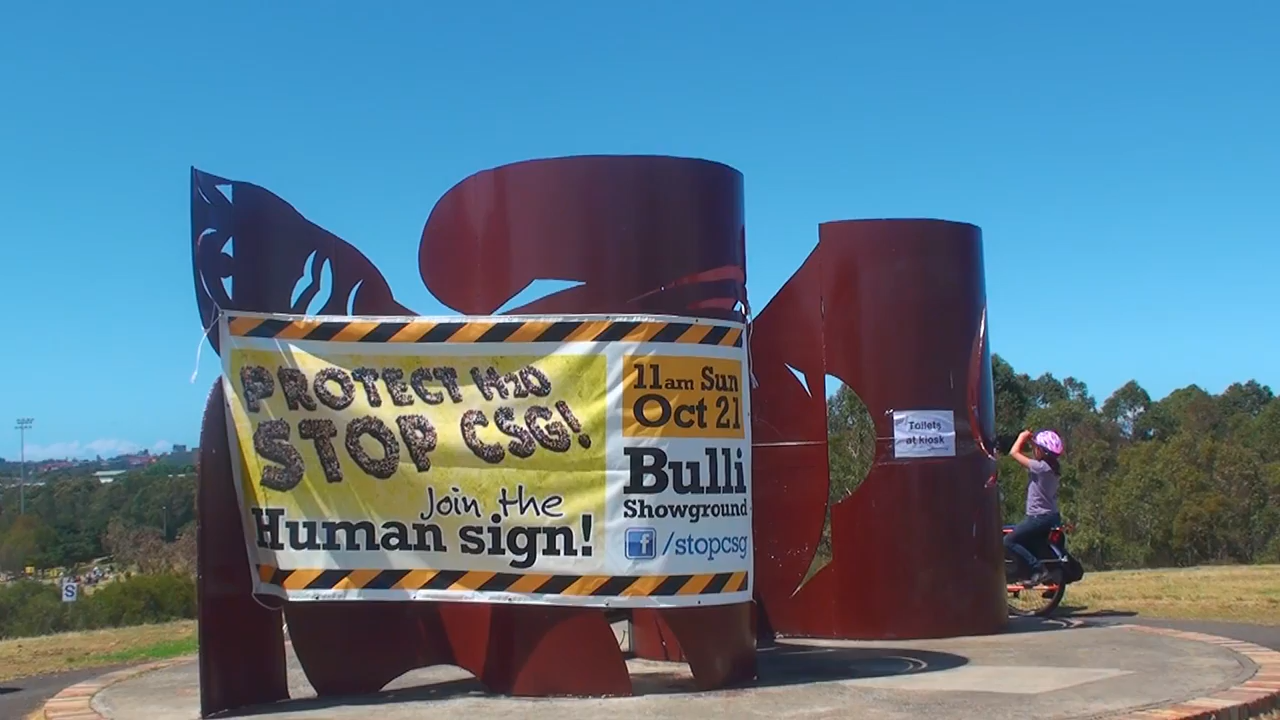 PROTECT H2O
STOP CSG!
Join the
Human sign!
11am Sun
Oct 21
Bulli
Showground
f /stopcsg
Toilets
at kiosk
S